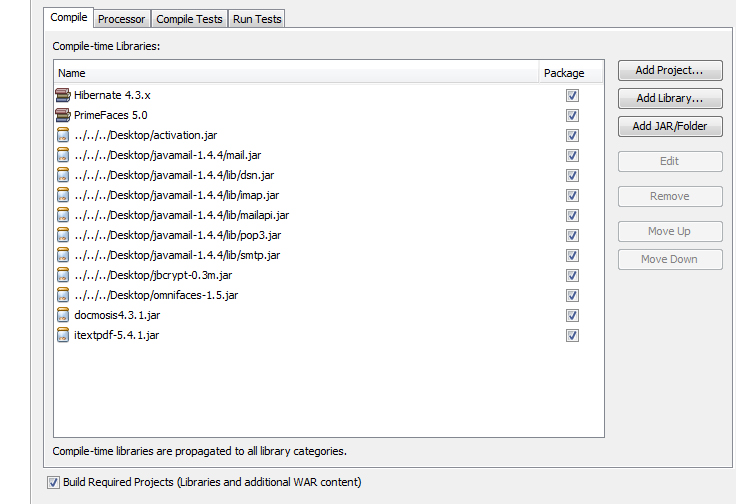 Compile Processor Compile Tests Run Tests
Compile-time Libraries:
Name Package
Add Project...
Hibernate 4.3.x
Add Library...
PrimeFaces 5.0
Add JAR/Folder
../../../Desktop/activation.jar
../../../Desktop/javamail-1.4.4/mail.jar
Edit
../../../Desktop/javamail-1.4.4/lib/dsn.jar
../../../Desktop/javamail-1.4.4/lib/imap.jar
Remove
../../../Desktop/javamail-1.4.4/lib/mailapi.jar
../../../Desktop/javamail-1.4.4/lib/pop3.jar
Move Up
../../../Desktop/javamail-1.4.4/lib/smtp.jar
Move Down
../../../Desktop/jbcrypt-0.3m.jar
../../../Desktop/omnifaces-1.5.jar
docmosis4.3.1.jar
itextpdf-5.4.1.jar
Compile-time libraries are propagated to all library categories.
Build Required Projects (Libraries and additional WAR content)